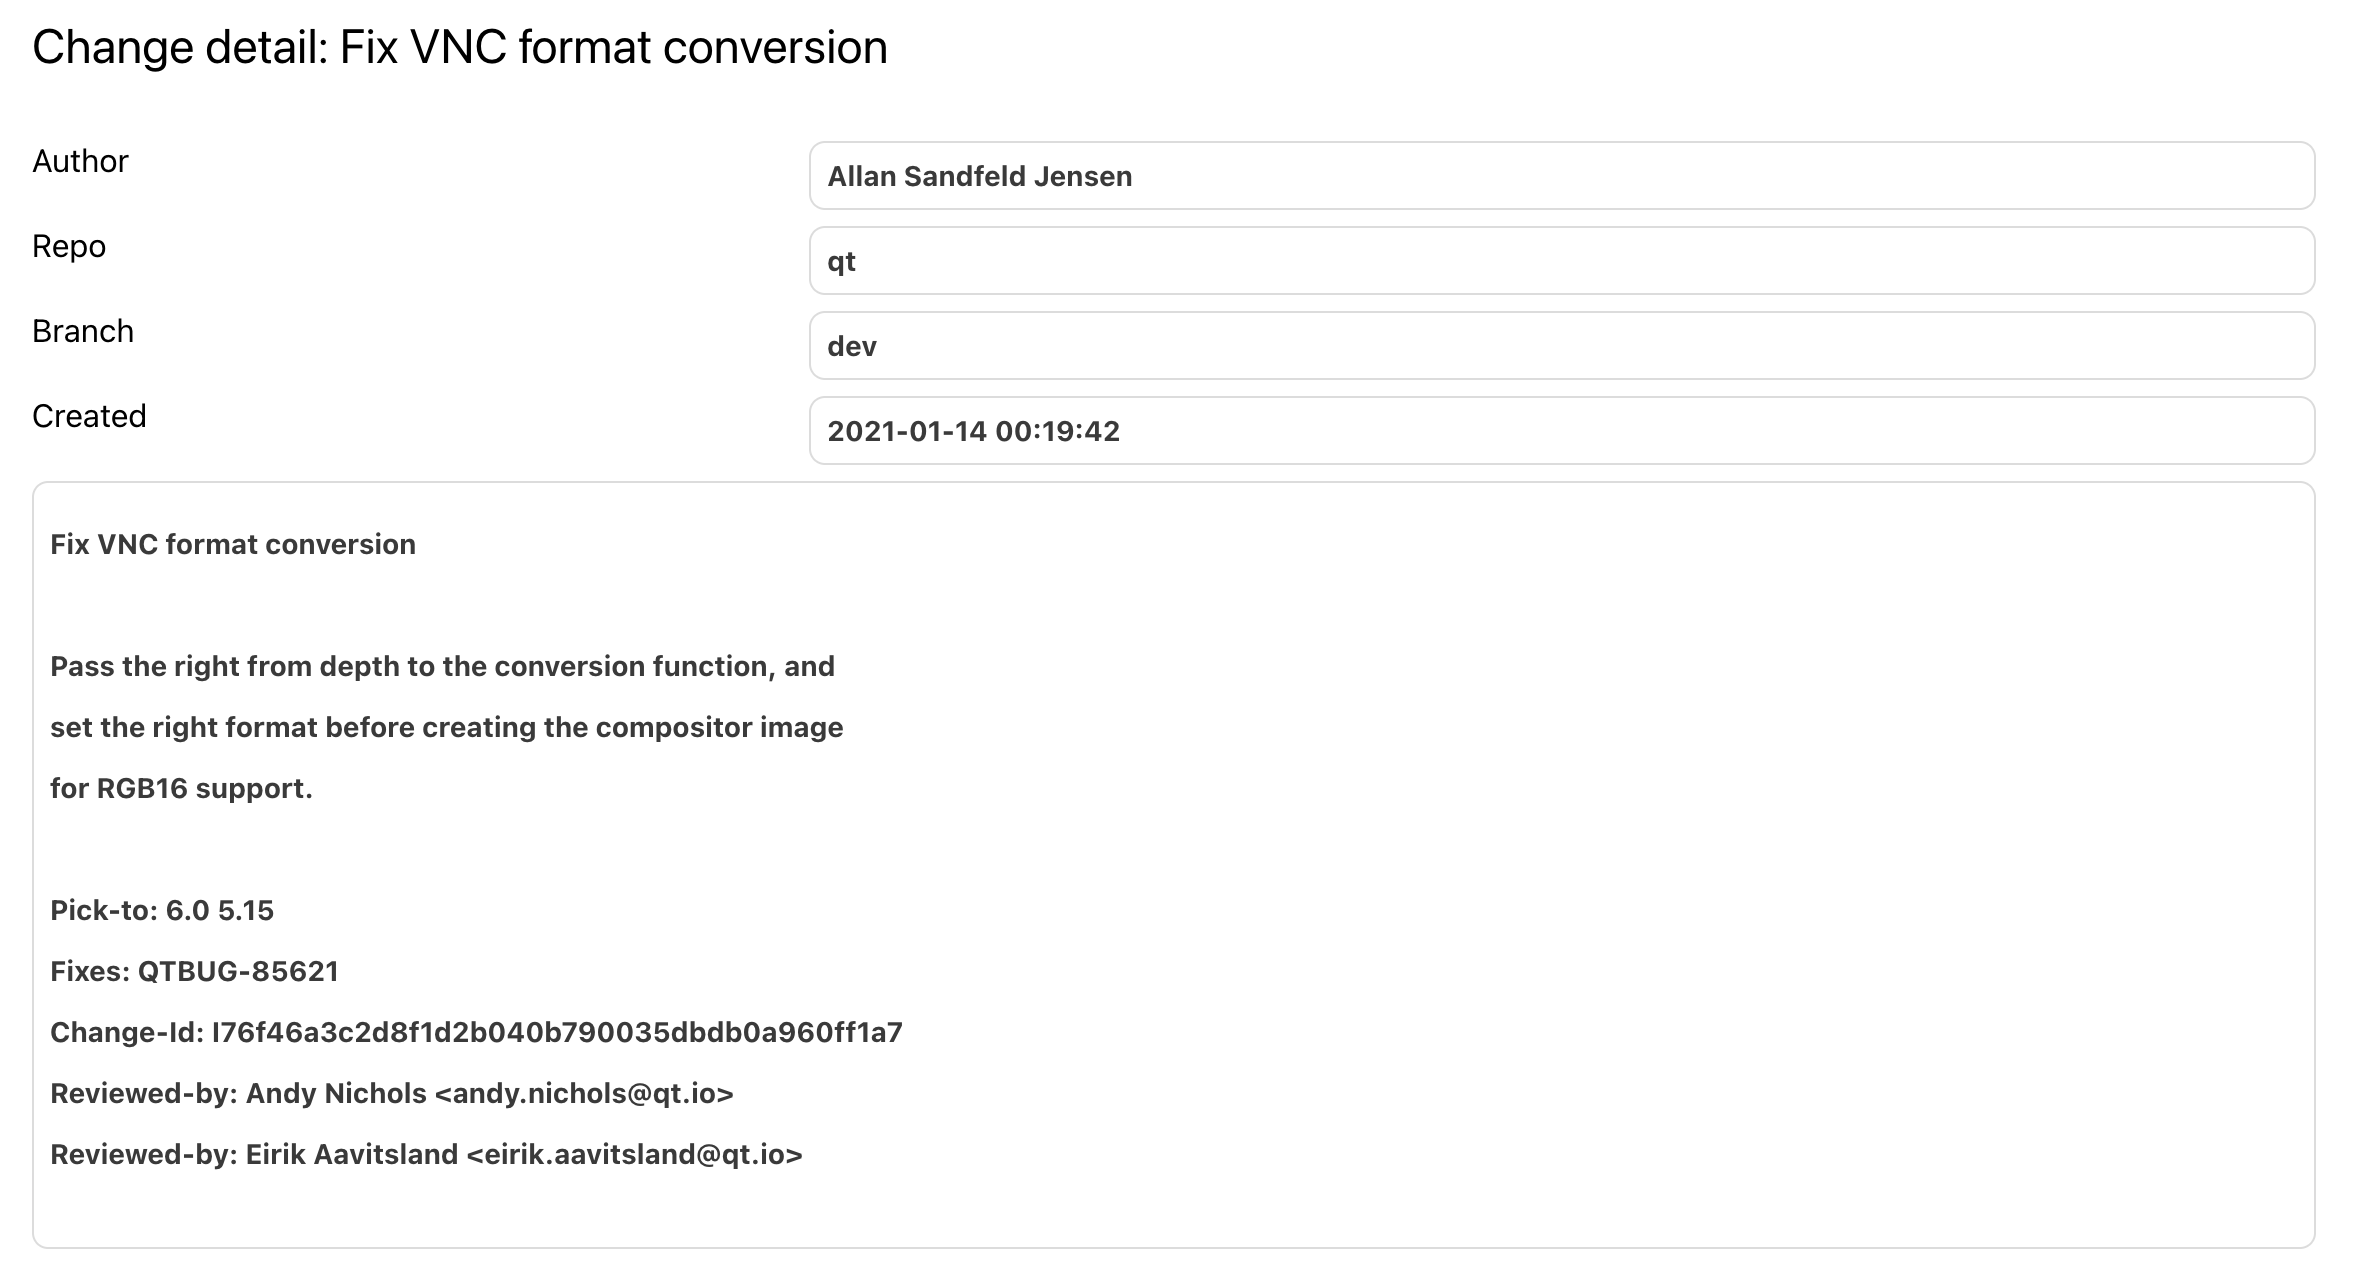 Change detail: Fix VNC format conversion
Author
Allan Sandfeld Jensen
Repo
qt
Branch
dev
Created
2021-01-14 00:19:42
Fix VNC format conversion
Pass the right from depth to the conversion function, and
set the right format before creating the compositor image
for RGB16 support.
Pick-to: 6.0 5.15
Fixes: QTBUG-85621
Change-Id: I76f46a3c2d8f1d2b040b790035dbdb0a960ff1a7
Reviewed-by: Andy Nichols <andy.nichols@qt.io>
Reviewed-by: Eirik Aavitsland <eirik.aavitsland@qt.io>